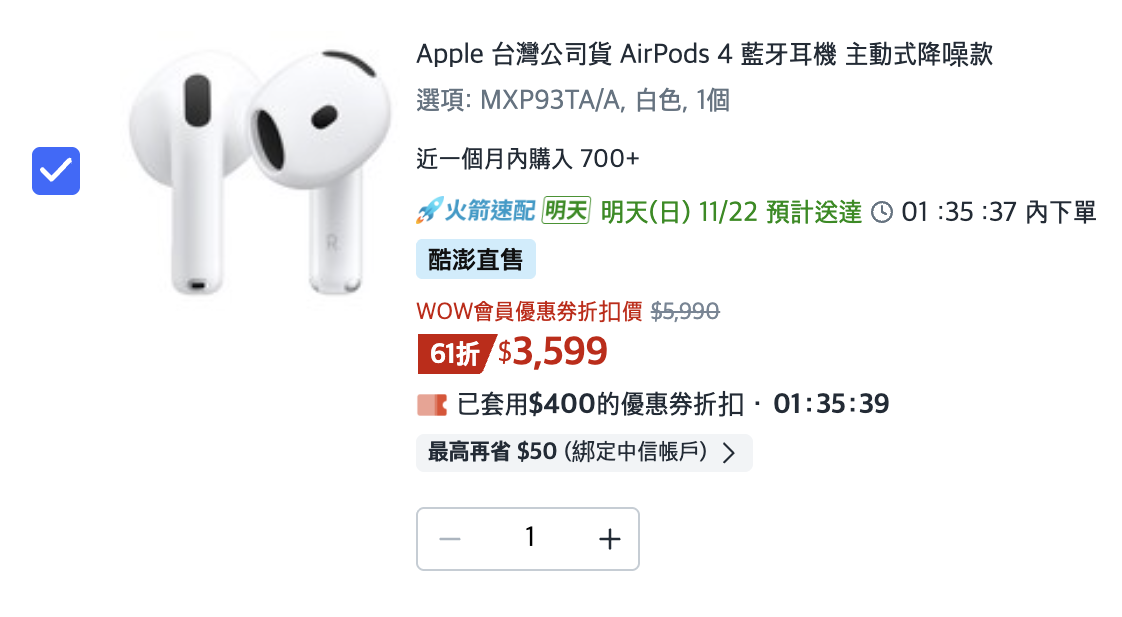 Apple 台灣公司貨 AirPods 4 藍牙耳機 主動式降噪款
選項: MXP93TA/A, 白色, 1個
近一個月內購入 700+
火箭速配 明天 明天(日) 11/22 預計送達 01 :35 :37 內下單
酷澎直售
WOW會員優惠券折扣價 $5,990
61折 $3,599
已套用$400的優惠券折扣 · 01:35:39
最高再省 $50 (綁定中信帳戶) >
− 1 +
R